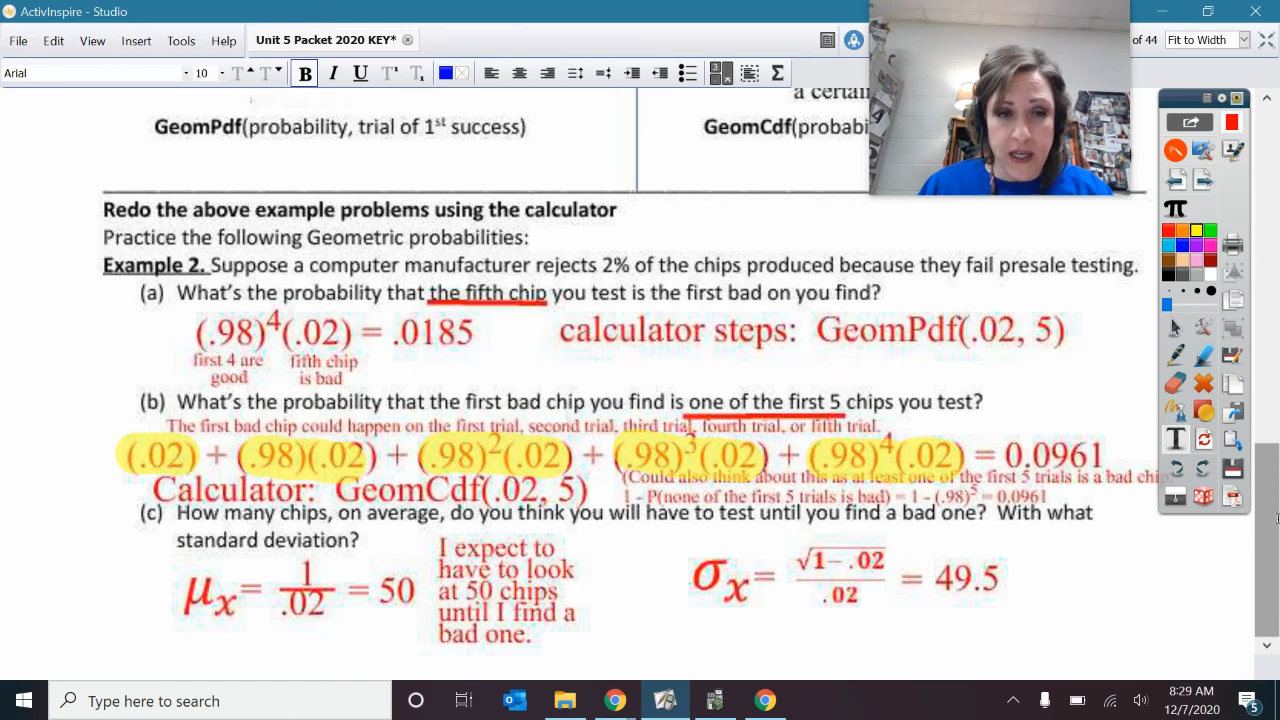 ActivInspire - Studio
File Edit View Insert Tools Help Unit 5 Packet 2020 KEY* of 44 Fit to Width
Arial 10 B I U
a certain
GeomPdf(probability, trial of 1st success) GeomCdf(probabi
Redo the above example problems using the calculator
Practice the following Geometric probabilities:
Example 2. Suppose a computer manufacturer rejects 2% of the chips produced because they fail presale testing.
(a) What's the probability that the fifth chip you test is the first bad on you find?
(.98)⁴(.02) = .0185 calculator steps: GeomPdf(.02, 5)
first 4 are good
fifth chip is bad
(b) What's the probability that the first bad chip you find is one of the first 5 chips you test?
The first bad chip could happen on the first trial, second trial, third trial, fourth trial, or fifth trial.
(.02) + (.98)(.02) + (.98)²(.02) + (.98)³(.02) + (.98)⁴(.02) = 0.0961
(Could also think about this as at least one of the first 5 trials is a bad chip
Calculator: GeomCdf(.02, 5) 1 - P(none of the first 5 trials is bad) = 1 - (.98)⁵ = 0.0961
(c) How many chips, on average, do you think you will have to test until you find a bad one? With what
standard deviation?
μx = 1/.02 = 50
I expect to
have to look
at 50 chips
until I find a
bad one.
σx = √1- .02/.02 = 49.5
Type here to search
8:29 AM
12/7/2020
5